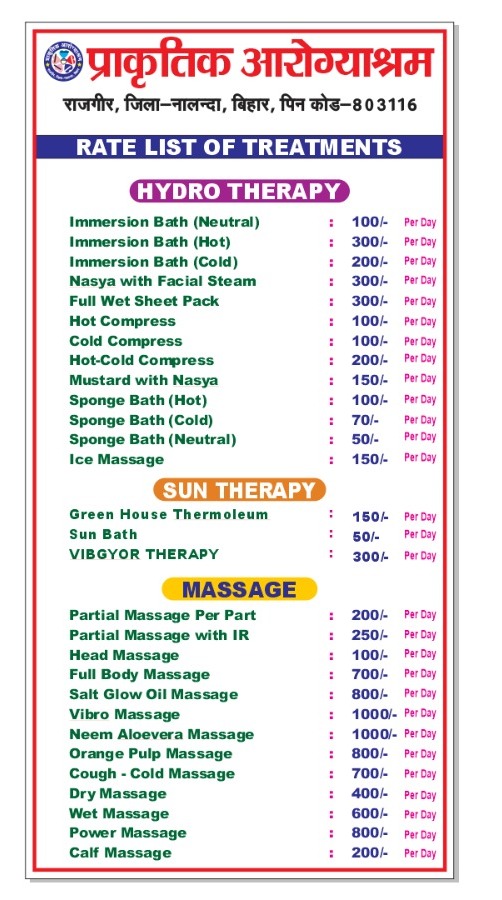 प्राकृतिक आरोग्याश्रम
राजगीर, जिला–नालन्दा, बिहार, पिन कोड–803116
RATE LIST OF TREATMENTS
HYDRO THERAPY
Immersion Bath (Neutral) : 100/- Per Day
Immersion Bath (Hot) : 300/- Per Day
Immersion Bath (Cold) : 200/- Per Day
Nasya with Facial Steam : 300/- Per Day
Full Wet Sheet Pack : 300/- Per Day
Hot Compress : 100/- Per Day
Cold Compress : 100/- Per Day
Hot-Cold Compress : 200/- Per Day
Mustard with Nasya : 150/- Per Day
Sponge Bath (Hot) : 100/- Per Day
Sponge Bath (Cold) : 70/- Per Day
Sponge Bath (Neutral) : 50/- Per Day
Ice Massage : 150/- Per Day
SUN THERAPY
Green House Thermoleum : 150/- Per Day
Sun Bath : 50/- Per Day
VIBGYOR THERAPY : 300/- Per Day
MASSAGE
Partial Massage Per Part : 200/- Per Day
Partial Massage with IR : 250/- Per Day
Head Massage : 100/- Per Day
Full Body Massage : 700/- Per Day
Salt Glow Oil Massage : 800/- Per Day
Vibro Massage : 1000/- Per Day
Neem Aloevera Massage : 1000/- Per Day
Orange Pulp Massage : 800/- Per Day
Cough - Cold Massage : 700/- Per Day
Dry Massage : 400/- Per Day
Wet Massage : 600/- Per Day
Power Massage : 800/- Per Day
Calf Massage : 200/- Per Day